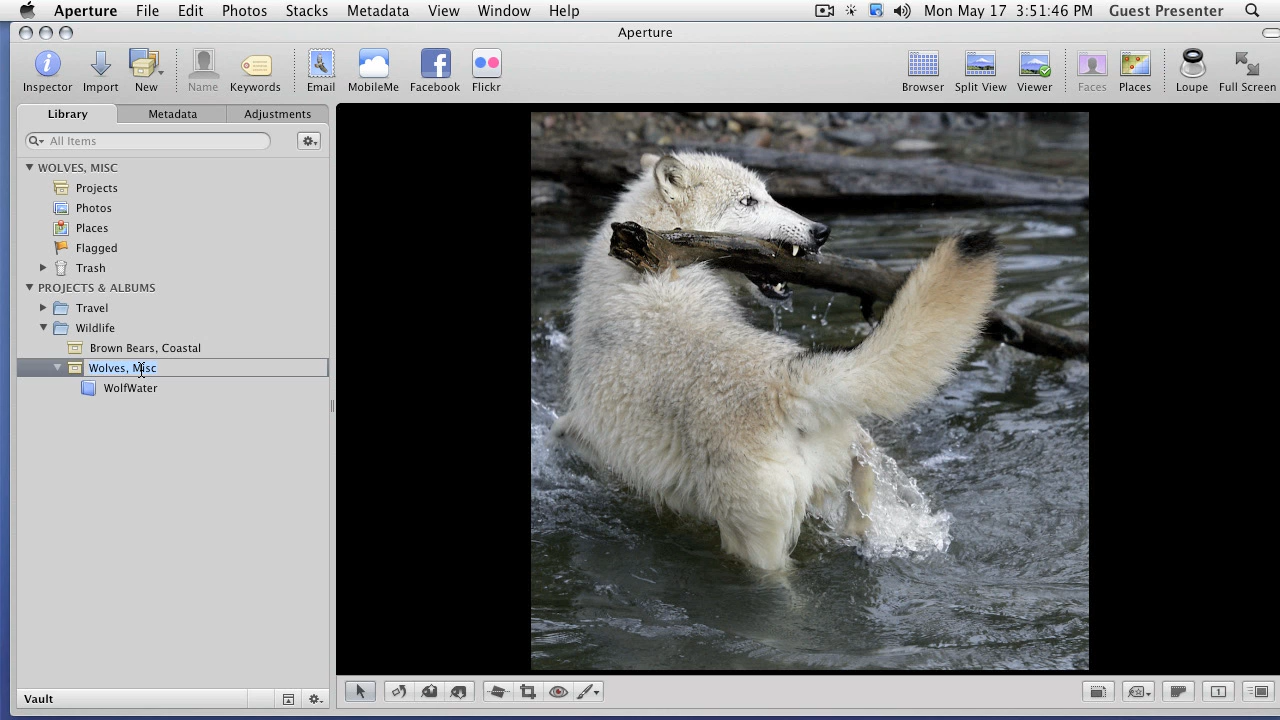 Aperture File Edit Photos Stacks Metadata View Window Help Mon May 17 3:51:46 PM Guest Presenter
Aperture
Inspector Import New Name Keywords Email MobileMe Facebook Flickr Browser Split View Viewer Faces Places Loupe Full Screen
Library Metadata Adjustments
All Items
WOLVES, MISC
Projects
Photos
Places
Flagged
Trash
PROJECTS & ALBUMS
Travel
Wildlife
Brown Bears, Coastal
Wolves, Misc
WolfWater
Vault
1